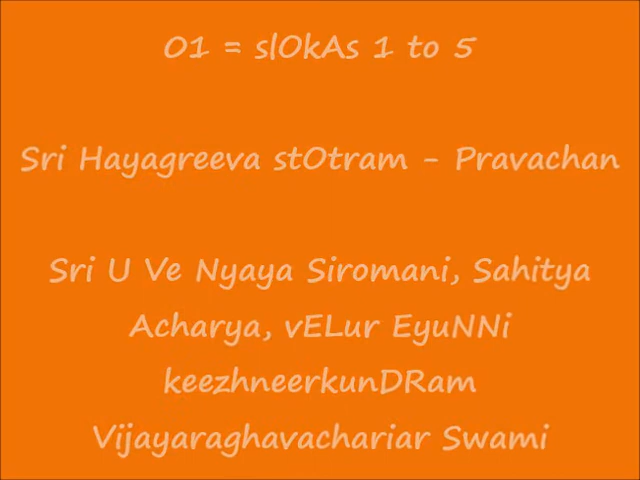 01 = slOkAs 1 to 5
Sri Hayagreeva stOtram - Pravachan
Sri U Ve Nyaya Siromani, Sahitya
Acharya, vELur EyuNNi
keezhneerkunDRam
Vijayaraghavachariar Swami